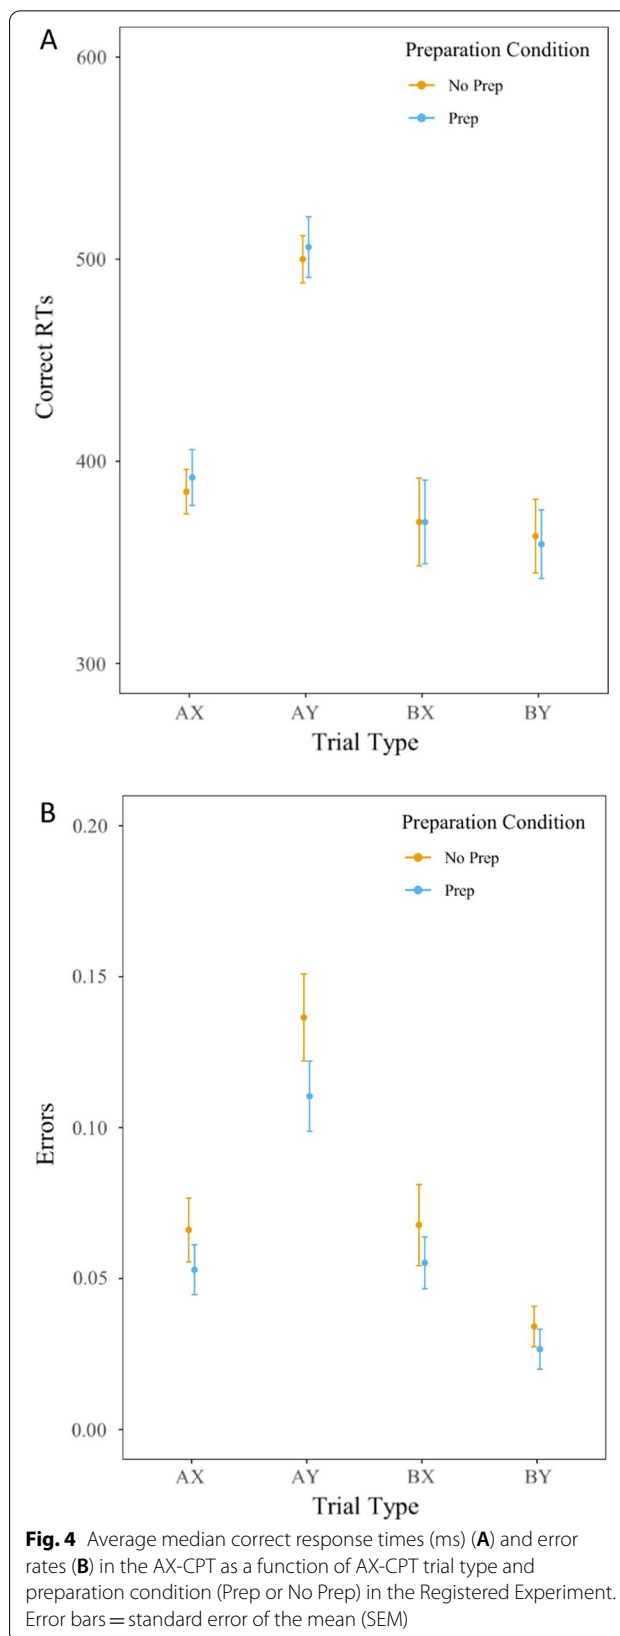 A
Preparation Condition
No Prep
Prep
600
500
400
300
Correct RTs
AX AY BX BY
Trial Type
B
Preparation Condition
No Prep
Prep
0.20
0.15
0.10
0.05
0.00
Errors
AX AY BX BY
Trial Type
Fig. 4 Average median correct response times (ms) (A) and error
rates (B) in the AX-CPT as a function of AX-CPT trial type and
preparation condition (Prep or No Prep) in the Registered Experiment.
Error bars = standard error of the mean (SEM)